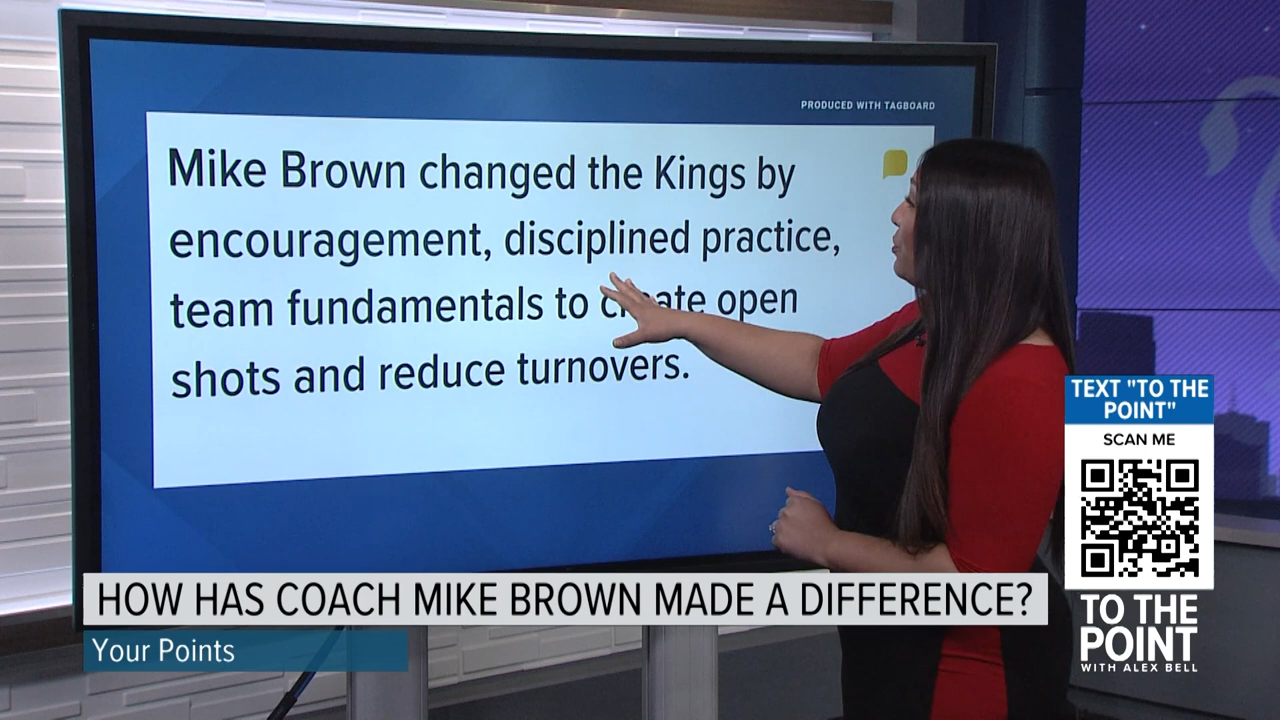 PRODUCED WITH TAGBOARD
Mike Brown changed the Kings by
encouragement, disciplined practice,
team fundamentals to create open
shots and reduce turnovers.
TEXT "TO THE
POINT"
SCAN ME
HOW HAS COACH MIKE BROWN MADE A DIFFERENCE?
Your Points
TO THE
POINT
WITH ALEX BELL